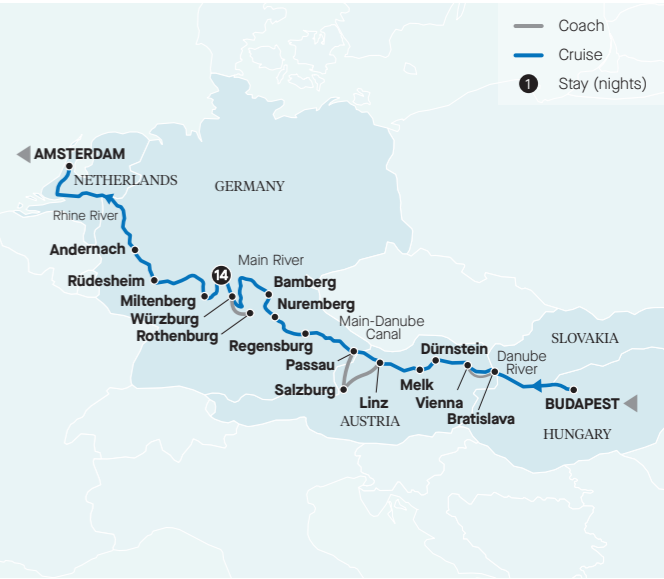 Coach
Cruise
1 Stay (nights)
AMSTERDAM
NETHERLANDS
GERMANY
Rhine River
Andernach
Main River
14
Rüdesheim
Bamberg
Miltenberg
Nuremberg
Würzburg
Rothenburg
Main-Danube
Canal
Regensburg
SLOVAKIA
Dürnstein
Danube
River
Passau
Salzburg
Melk
Linz
Vienna
BUDAPEST
AUSTRIA
Bratislava
HUNGARY